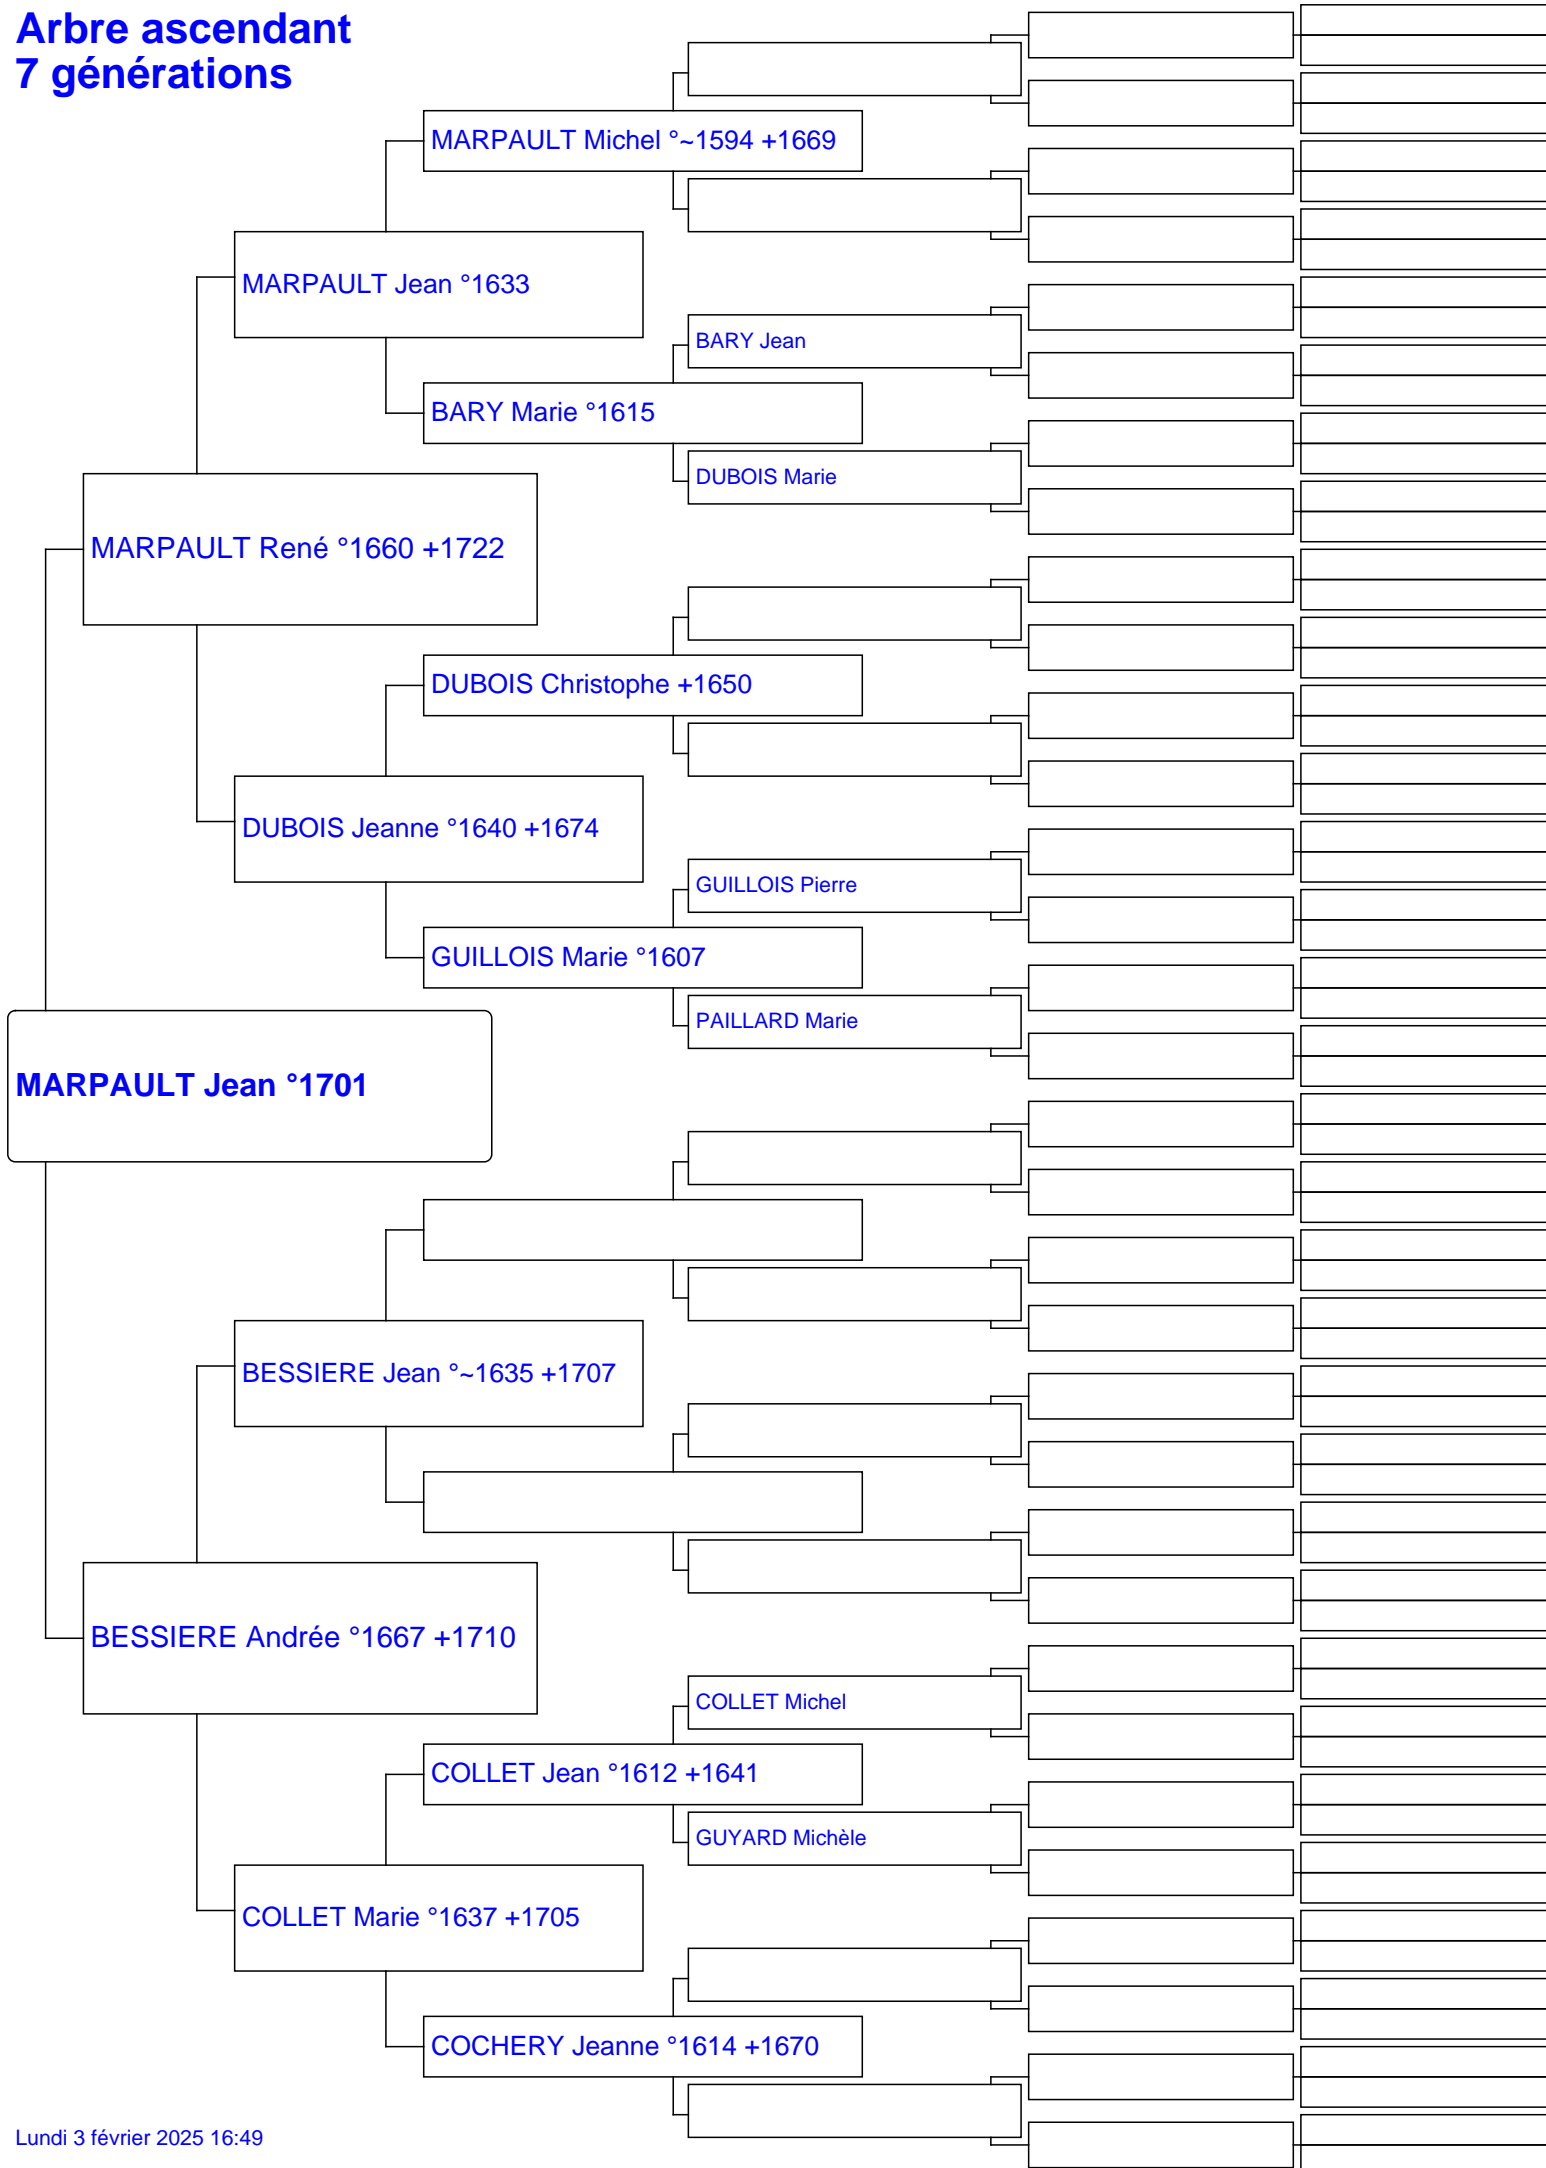 Arbre ascendant
7 générations
MARPAULT Michel °~1594 +1669
MARPAULT Jean °1633
BARY Jean
BARY Marie °1615
DUBOIS Marie
MARPAULT René °1660 +1722
DUBOIS Christophe +1650
DUBOIS Jeanne °1640 +1674
GUILLOIS Pierre
GUILLOIS Marie °1607
PAILLARD Marie
MARPAULT Jean °1701
BESSIERE Jean °~1635 +1707
BESSIERE Andrée °1667 +1710
COLLET Michel
COLLET Jean °1612 +1641
GUYARD Michèle
COLLET Marie °1637 +1705
COCHERY Jeanne °1614 +1670
Lundi 3 février 2025 16:49